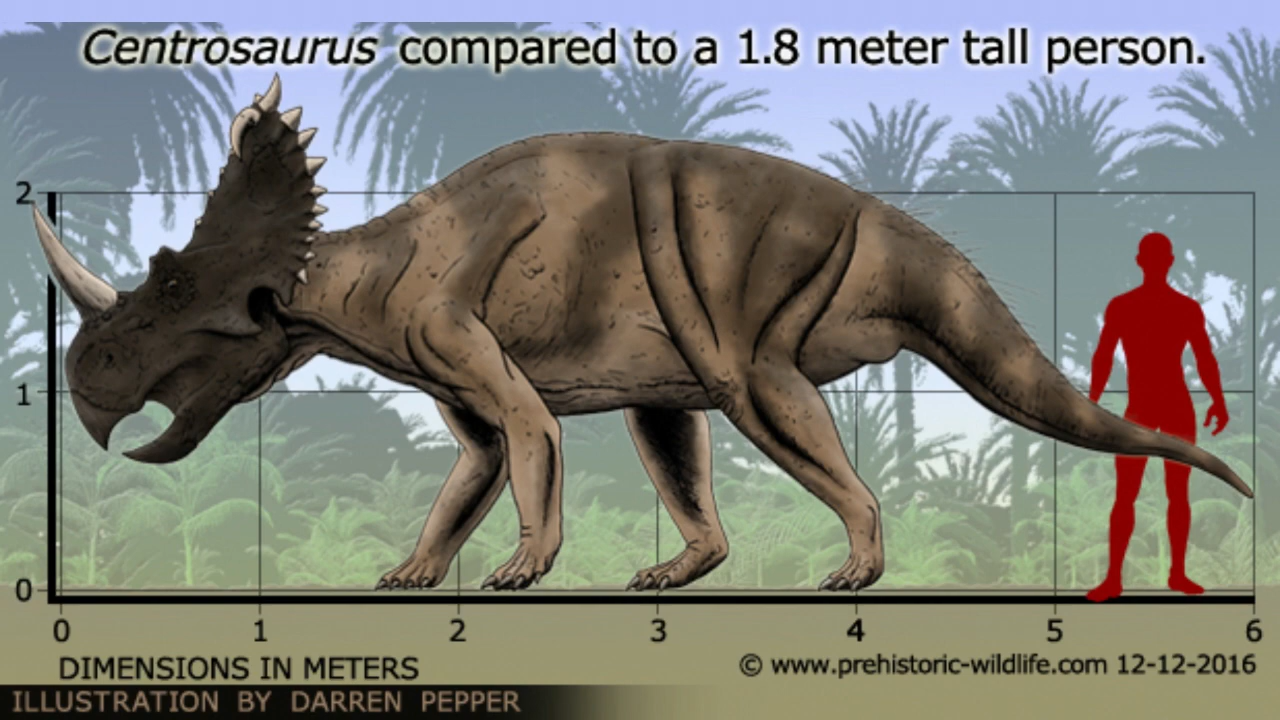 Centrosaurus compared to a 1.8 meter tall person.
2
1
0
0 1 2 3 4 5 6
DIMENSIONS IN METERS
© www.prehistoric-wildlife.com 12-12-2016
ILLUSTRATION BY DARREN PEPPER